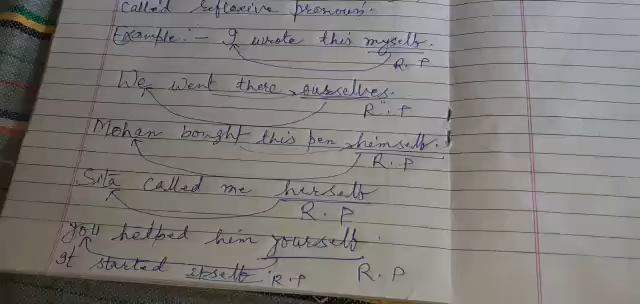 called reflexive pronoun.
Example:- I wrote this myself.
R.P
We went there ourselves.
R.P
Mohan bought this pen himself.
R.P
Sita called me herself
R.P
you helped him yourself.
It started itself. R.P R.P